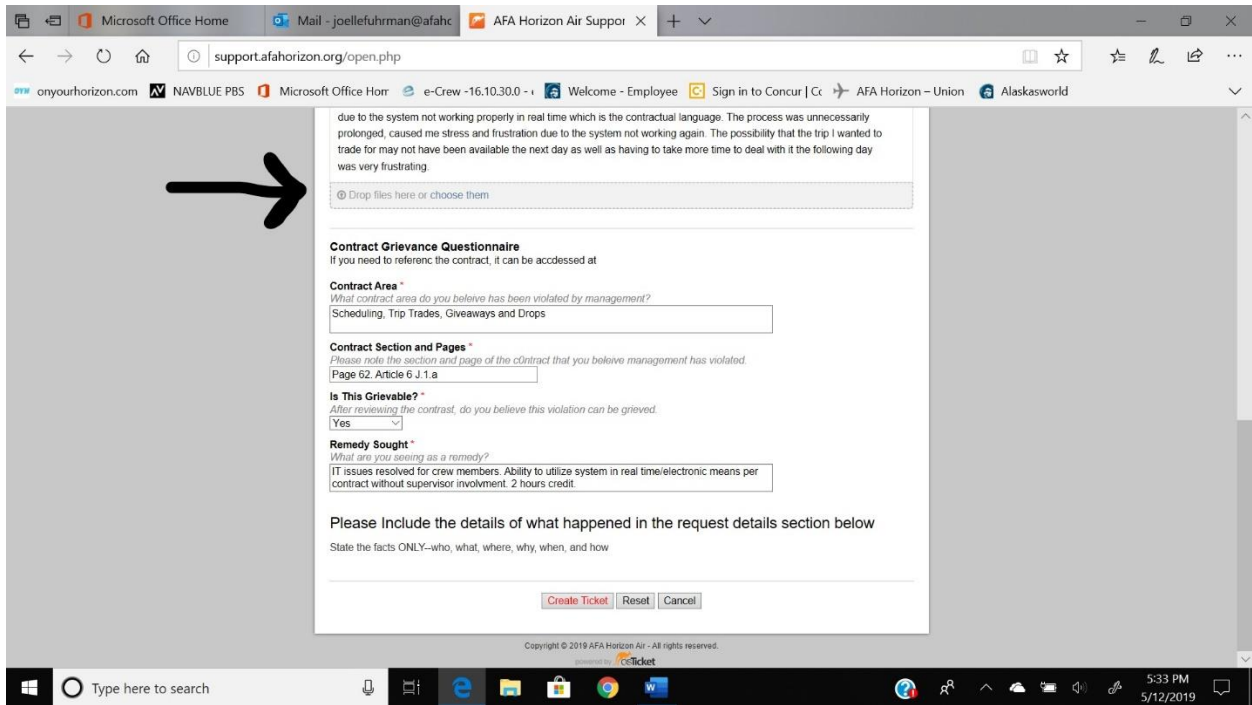 Microsoft Office Home
Mail - joellefuhrman@afahc
AFA Horizon Air Suppor
support.afahorizon.org/open.php
onyourhorizon.com
NAVBLUE PBS
Microsoft Office Hom
e-Crew -16.10.30.0 -
Welcome - Employee
Sign in to Concur | Cc
AFA Horizon – Union
Alaskasworld
due to the system not working properly in real time which is the contractual language. The process was unnecessarily
prolonged, caused me stress and frustration due to the system not working again. The possibility that the trip I wanted to
trade for may not have been available the next day as well as having to take more time to deal with it the following day
was very frustrating.
Drop files here or choose them
Contract Grievance Questionnaire
If you need to referenc the contract, it can be accdessed at
Contract Area *
What contract area do you beleive has been violated by management?
Scheduling, Trip Trades, Giveaways and Drops
Contract Section and Pages *
Please note the section and page of the c0ntract that you beleive management has violated.
Page 62. Article 6 J.1.a
Is This Grievable? *
After reviewing the contrast, do you believe this violation can be grieved.
Yes
Remedy Sought *
What are you seeing as a remedy?
IT issues resolved for crew members. Ability to utilize system in real time/electronic means per
contract without supervisor involvment. 2 hours credit.
Please Include the details of what happened in the request details section below
State the facts ONLY--who, what, where, why, when, and how
Create Ticket
Reset
Cancel
Copyright © 2019 AFA Horizon Air - All rights reserved.
powered by osTicket
Type here to search
5:33 PM
5/12/2019